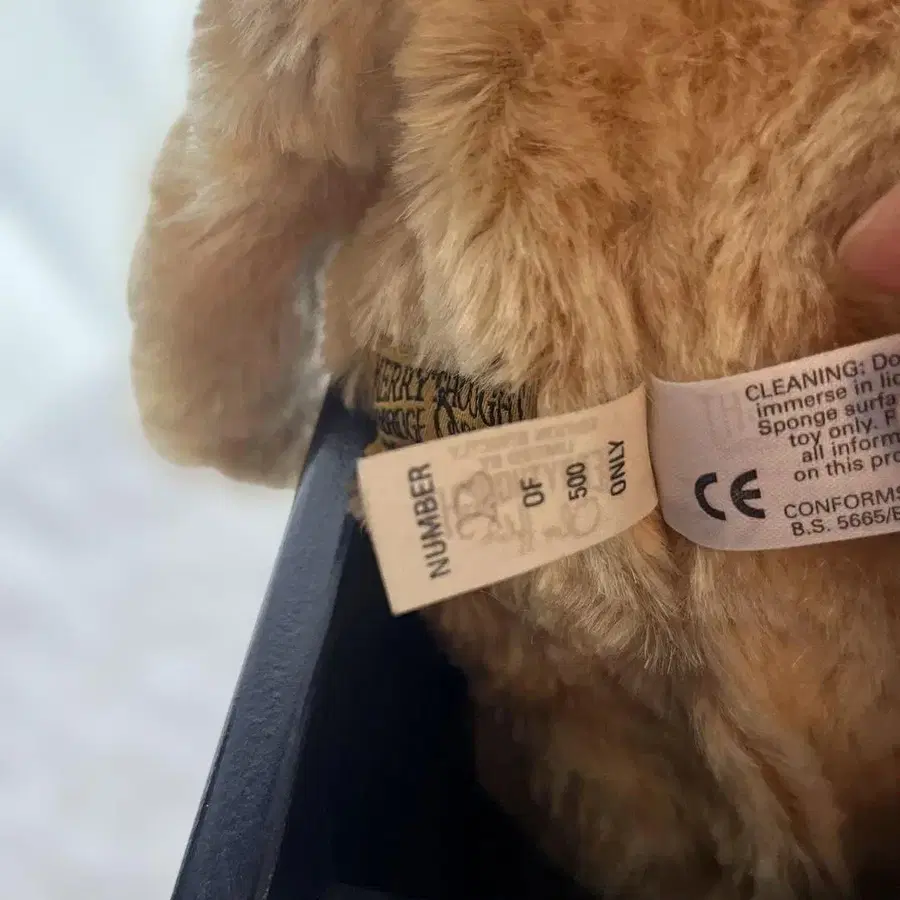 MERRYTHOUGHT
NUMBER
OF
500
ONLY
CLEANING: Do
immerse in
Sponge surfa
toy only. F
all inform
on this pro
CE
CONFORMS
B.S. 5665/